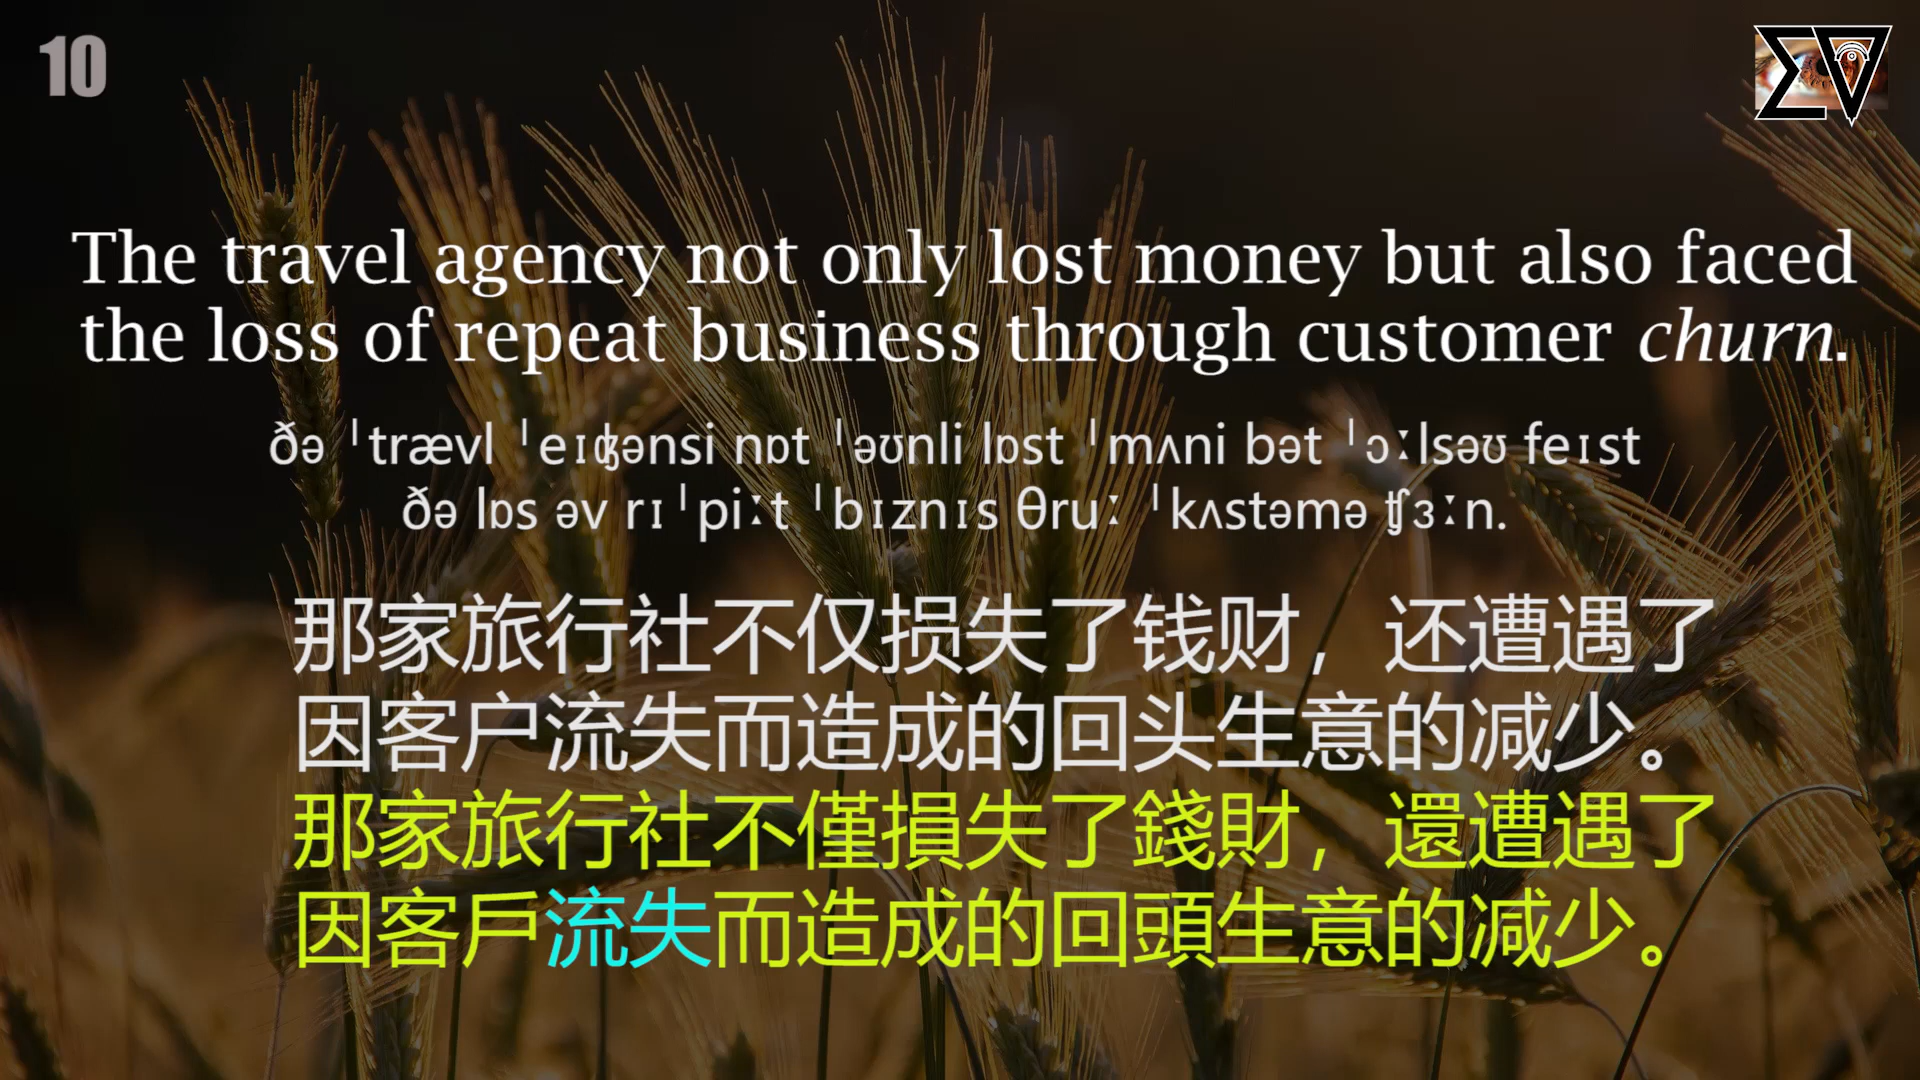 10
The travel agency not only lost money but also faced
the loss of repeat business through customer churn.
ðə ˈtrævl ˈeɪʤənsi nɒt ˈəʊnli lɒst ˈmʌni bət ˈɔːlsəʊ feɪst
ðə lɒs əv rɪˈpiːt ˈbɪznɪs θruː ˈkʌstəmə ʧɜːn.
那家旅行社不仅损失了钱财，还遭遇了
因客户流失而造成的回头生意的减少。
那家旅行社不僅損失了錢財，還遭遇了
因客戶流失而造成的回頭生意的減少。